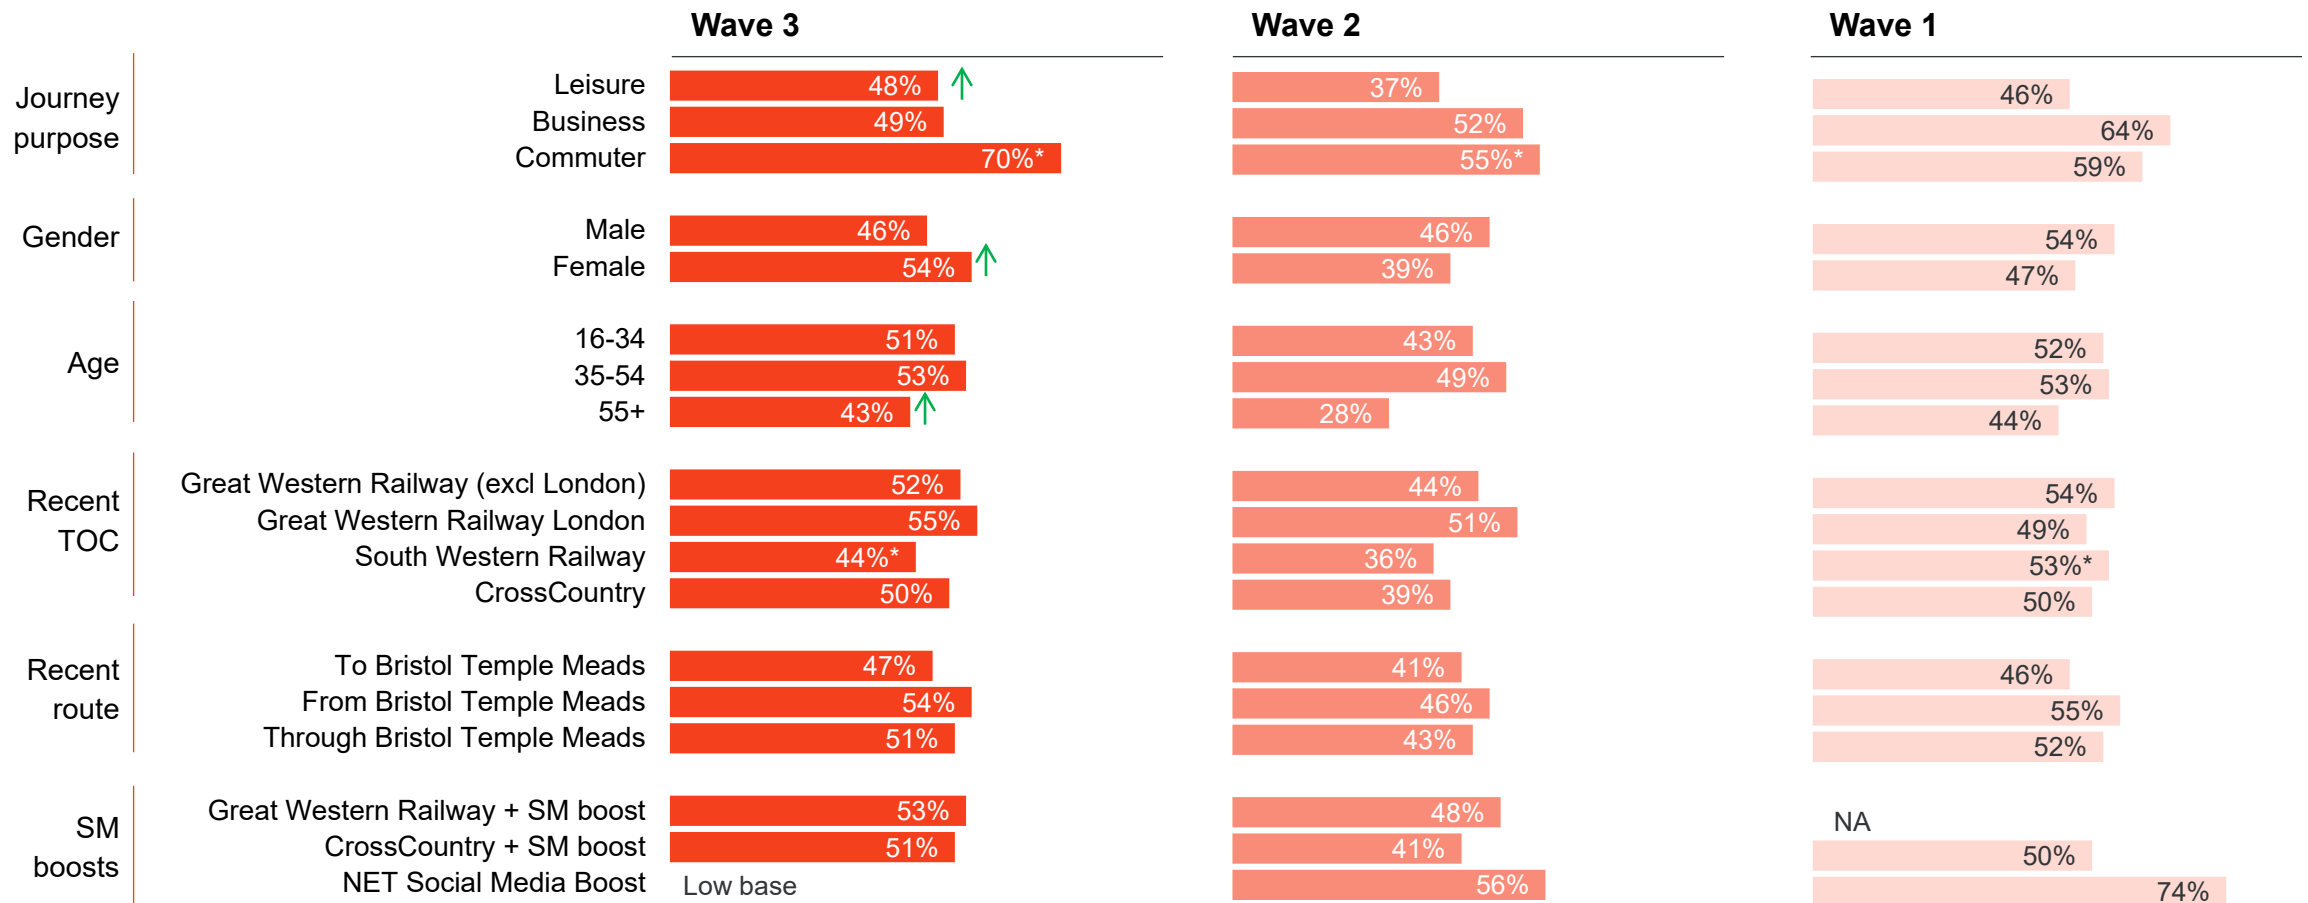 Wave 3 Wave 2 Wave 1
Journey
purpose
Leisure 48% 37% 46%
Business 49% 52% 64%
Commuter 70%* 55%* 59%
Gender
Male 46% 46% 54%
Female 54% 39% 47%
Age
16-34 51% 43% 52%
35-54 53% 49% 53%
55+ 43% 28% 44%
Recent
TOC
Great Western Railway (excl London) 52% 44% 54%
Great Western Railway London 55% 51% 49%
South Western Railway 44%* 36% 53%*
CrossCountry 50% 39% 50%
Recent
route
To Bristol Temple Meads 47% 41% 46%
From Bristol Temple Meads 54% 46% 55%
Through Bristol Temple Meads 51% 43% 52%
SM
boosts
Great Western Railway + SM boost 53% 48% NA
CrossCountry + SM boost 51% 41% 50%
NET Social Media Boost Low base 56% 74%